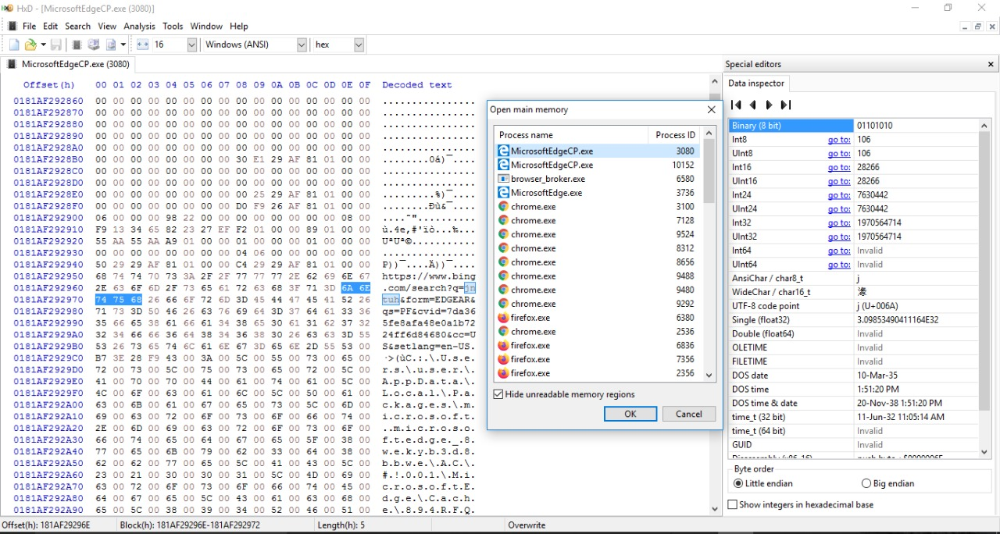 HxD - [MicrosoftEdgeCP.exe (3080)]
File Edit Search View Analysis Tools Window Help
16 Windows (ANSI) hex
MicrosoftEdgeCP.exe (3080)
Offset(h) 00 01 02 03 04 05 06 07 08 09 0A 0B 0C 0D 0E 0F Decoded text
0181AF292860 00 00 00 00 00 00 00 00 00 00 00 00 00 00 00 00 ................
0181AF292870 00 00 00 00 00 00 00 00 00 00 00 00 00 00 00 00 ................
0181AF292880 00 00 00 00 00 00 00 00 00 00 00 00 00 00 00 00 ................
0181AF292890 00 00 00 00 00 00 00 00 00 00 00 00 00 00 00 00 ................
0181AF2928A0 00 00 00 00 00 00 00 00 00 00 00 00 00 00 00 00 ................
0181AF2928B0 00 00 00 00 00 00 00 00 30 E1 29 AF 81 01 00 00 ........0á)¯....
0181AF2928C0 00 00 00 00 00 00 00 00 00 00 00 00 00 00 00 00 ................
0181AF2928D0 00 00 00 00 00 00 00 00 00 00 00 00 00 00 00 00 ................
0181AF2928E0 00 00 00 00 00 00 00 00 00 25 29 AF 81 01 00 00 .........%)¯....
0181AF2928F0 00 00 00 00 00 00 00 00 D0 F9 26 AF 81 01 00 00 ........Ðù&¯....
0181AF292900 06 00 00 00 98 22 00 00 00 00 00 00 00 00 08 00 ....˜"..........
0181AF292910 F9 13 34 65 82 23 27 EF F2 01 00 06 89 01 00 00 ù.4e‚#'ïò...‰...
0181AF292920 55 AA 55 AA A9 01 00 00 01 00 00 00 01 00 00 00 UªUª©...........
0181AF292930 00 00 00 00 00 00 00 00 04 06 00 00 00 00 00 00 ................
0181AF292940 50 29 29 AF 81 01 00 00 C4 29 29 AF 81 01 00 00 P))¯....Ä))¯....
0181AF292950 68 74 74 70 73 3A 2F 2F 77 77 77 2E 62 69 6E 67 https://www.bing
0181AF292960 2E 63 6F 6D 2F 73 65 61 72 63 68 3F 71 3D 6A 6E .com/search?q=jn
0181AF292970 74 75 68 26 66 6F 72 6D 3D 45 44 47 45 41 52 26 tuh&form=EDGEAR&
0181AF292980 71 73 3D 50 46 26 63 76 69 64 3D 37 64 61 33 36 qs=PF&cvid=7da36
0181AF292990 35 66 65 38 61 66 61 34 38 65 30 61 31 62 37 32 5fe8afa48e0a1b72
0181AF2929A0 32 34 66 66 36 64 38 34 36 38 30 26 63 63 3D 55 24ff6d84680&cc=U
0181AF2929B0 53 26 73 65 74 6C 61 6E 67 3D 65 6E 2D 55 53 00 S&setlang=en-US.
0181AF2929C0 B7 3E 28 F9 43 00 3A 00 5C 00 55 00 73 00 65 00 ·>(ùC.:.\.U.s.e.
0181AF2929D0 72 00 73 00 5C 00 75 00 73 00 65 00 72 00 5C 00 r.s.\.u.s.e.r.\.
0181AF2929E0 41 00 70 00 70 00 44 00 61 00 74 00 61 00 5C 00 A.p.p.D.a.t.a.\.
0181AF2929F0 4C 00 6F 00 63 00 61 00 6C 00 5C 00 50 00 61 00 L.o.c.a.l.\.P.a.
0181AF292A00 63 00 6B 00 61 00 67 00 65 00 73 00 5C 00 6D 00 c.k.a.g.e.s.\.m.
0181AF292A10 69 00 63 00 72 00 6F 00 73 00 6F 00 66 00 74 00 i.c.r.o.s.o.f.t.
0181AF292A20 2E 00 6D 00 69 00 63 00 72 00 6F 00 73 00 6F 00 ..m.i.c.r.o.s.o.
0181AF292A30 66 00 74 00 65 00 64 00 67 00 65 00 5F 00 38 00 f.t.e.d.g.e._.8.
0181AF292A40 77 00 65 00 6B 00 79 00 62 00 33 00 64 00 38 00 w.e.k.y.b.3.d.8.
0181AF292A50 62 00 62 00 77 00 65 00 5C 00 41 00 43 00 5C 00 b.b.w.e.\.A.C.\.
0181AF292A60 23 00 21 00 30 00 30 00 31 00 5C 00 4D 00 69 00 #.!.0.0.1.\.M.i.
0181AF292A70 63 00 72 00 6F 00 73 00 6F 00 66 00 74 00 45 00 c.r.o.s.o.f.t.E.
0181AF292A80 64 00 67 00 65 00 5C 00 43 00 61 00 63 00 68 00 d.g.e.\.C.a.c.h.
0181AF292A90 65 00 5C 00 38 00 39 00 34 00 52 00 46 00 51 00 e.\.8.9.4.R.F.Q.
Open main memory
Process name Process ID
MicrosoftEdgeCP.exe 3080
MicrosoftEdgeCP.exe 10152
browser_broker.exe 6580
MicrosoftEdge.exe 3736
chrome.exe 3100
chrome.exe 7128
chrome.exe 9524
chrome.exe 8312
chrome.exe 8656
chrome.exe 9488
chrome.exe 9480
chrome.exe 9292
firefox.exe 6380
chrome.exe 2536
firefox.exe 6836
firefox.exe 7356
firefox.exe 2356
Hide unreadable memory regions
OK Cancel
Special editors
Data inspector
Binary (8 bit) 01101010
Int8 go to: 106
UInt8 go to: 106
Int16 go to: 28266
UInt16 go to: 28266
Int24 go to: 7630442
UInt24 go to: 7630442
Int32 go to: 1970564714
UInt32 go to: 1970564714
Int64 go to: Invalid
UInt64 go to: Invalid
AnsiChar / char8_t j
WideChar / char16_t 湪
UTF-8 code point j (U+006A)
Single (float32) 3.09853490411164E32
Double (float64) Invalid
OLETIME Invalid
FILETIME Invalid
DOS date 10-Mar-35
DOS time 1:51:20 PM
DOS time & date 20-Nov-38 1:51:20 PM
time_t (32 bit) 11-Jun-32 11:05:14 AM
time_t (64 bit) Invalid
GUID Invalid
Byte order
Little endian Big endian
Show integers in hexadecimal base
Offset(h): 181AF29296E Block(h): 181AF29296E-181AF292972 Length(h): 5 Overwrite